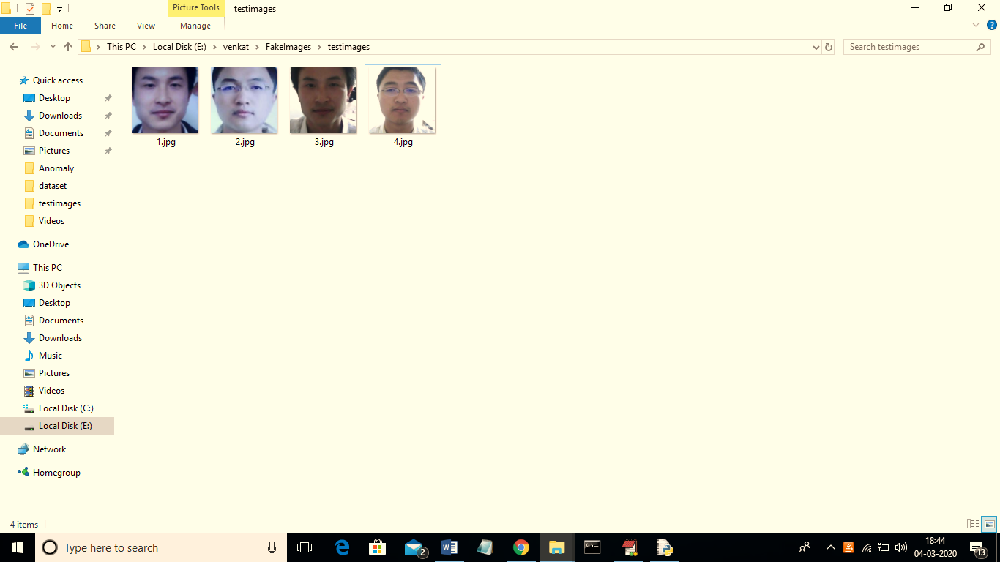 Picture Tools
testimages
File
Home
Share
View
Manage
This PC
Local Disk (E:)
venkat
FakeImages
testimages
Search testimages
Quick access
Desktop
Downloads
Documents
Pictures
Anomaly
dataset
testimages
Videos
OneDrive
This PC
3D Objects
Desktop
Documents
Downloads
Music
Pictures
Videos
Local Disk (C:)
Local Disk (E:)
Network
Homegroup
1.jpg
2.jpg
3.jpg
4.jpg
4 items
Type here to search
2
18:44
04-03-2020
13